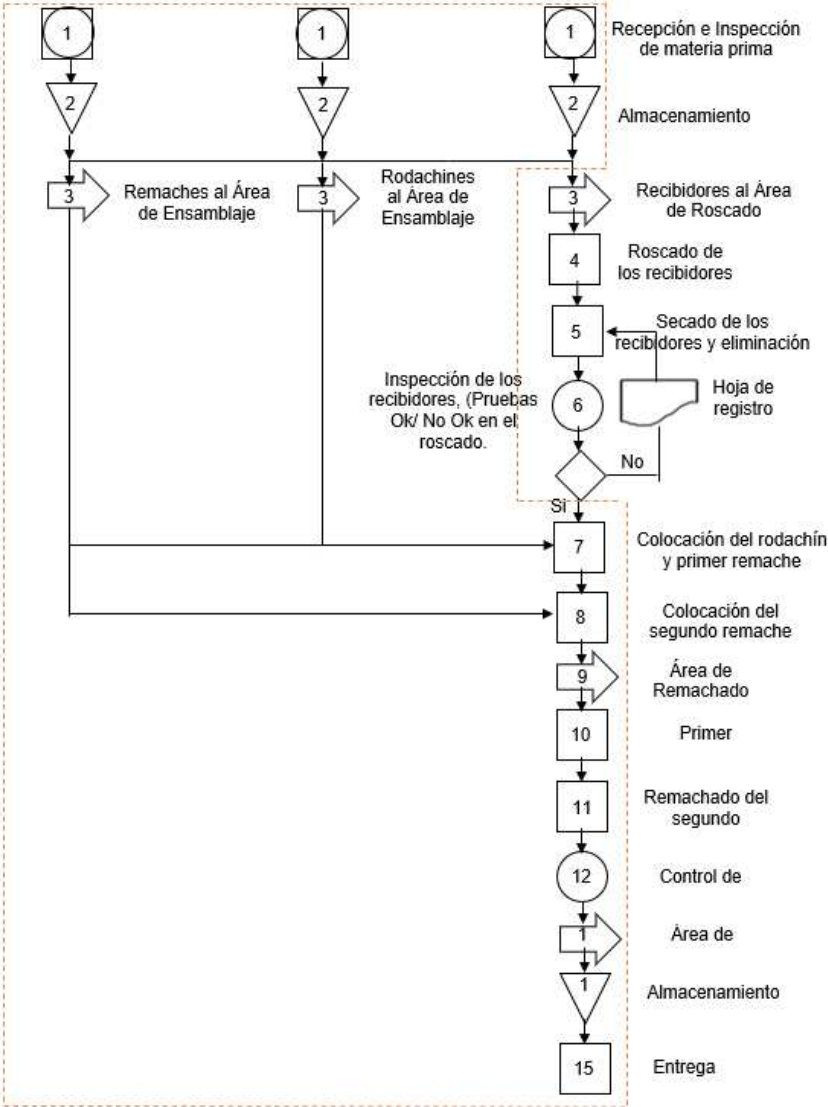 1
1
1
Recepción e Inspección
de materia prima
2
2
2
Almacenamiento
3
Remaches al Área
de Ensamblaje
3
Rodachines
al Área de
Ensamblaje
3
Recibidores al Área
de Roscado
4
Roscado de
los recibidores
5
Secado de los
recibidores y eliminación
Inspección de los
recibidores, (Pruebas
Ok/ No Ok en el
roscado.
6
Hoja de
registro
No
Si
7
Colocación del rodachín
y primer remache
8
Colocación del
segundo remache
9
Área de
Remachado
10
Primer
11
Remachado del
segundo
12
Control de
1
Área de
1
Almacenamiento
15
Entrega